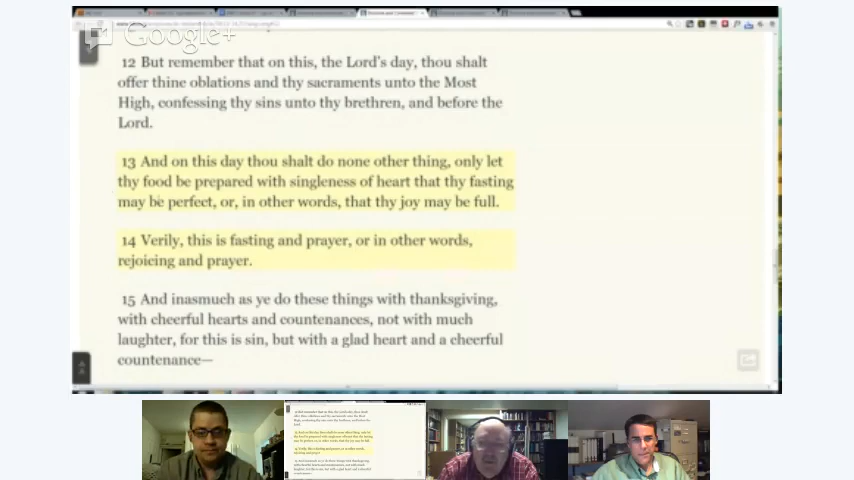 Google+
12 But remember that on this, the Lord's day, thou shalt
offer thine oblations and thy sacraments unto the Most
High, confessing thy sins unto thy brethren, and before the
Lord.
13 And on this day thou shalt do none other thing, only let
thy food be prepared with singleness of heart that thy fasting
may be perfect, or, in other words, that thy joy may be full.
14 Verily, this is fasting and prayer, or in other words,
rejoicing and prayer.
15 And inasmuch as ye do these things with thanksgiving,
with cheerful hearts and countenances, not with much
laughter, for this is sin, but with a glad heart and a cheerful
countenance—